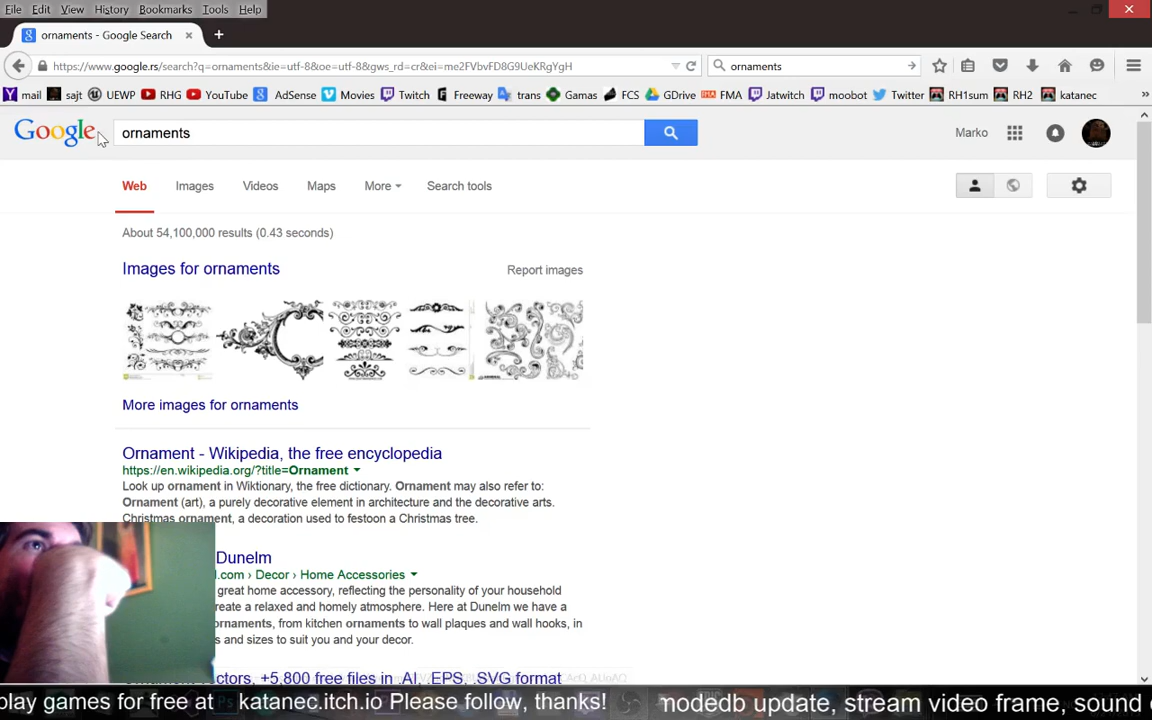 File Edit View History Bookmarks Tools Help
ornaments - Google Search
https://www.google.rs/search?q=ornaments&ie=utf-8&oe=utf-8&gws_rd=cr&ei=me2FVbvFD8G9UeKRgYgH
ornaments
mail sajt UEWP RHG YouTube AdSense Movies Twitch Freeway trans Gamas FCS GDrive FMA Jatwitch moobot Twitter RH1sum RH2 katanec
Google ornaments Marko
Web Images Videos Maps More Search tools
About 54,100,000 results (0.43 seconds)
Images for ornaments Report images
More images for ornaments
Ornament - Wikipedia, the free encyclopedia
https://en.wikipedia.org/?title=Ornament
Look up ornament in Wiktionary, the free dictionary. Ornament may also refer to:
Ornament (art), a purely decorative element in architecture and the decorative arts.
Christmas ornament, a decoration used to festoon a Christmas tree.
Dunelm
.com › Decor › Home Accessories
great home accessory, reflecting the personality of your household
create a relaxed and homely atmosphere. Here at Dunelm we have a
ornaments, from kitchen ornaments to wall plaques and wall hooks, in
s and sizes to suit you and your decor.
Ornament Vectors, +5,800 free files in .AI, .EPS, .SVG format
play games for free at katanec.itch.io Please follow, thanks! modedb update, stream video frame, sound